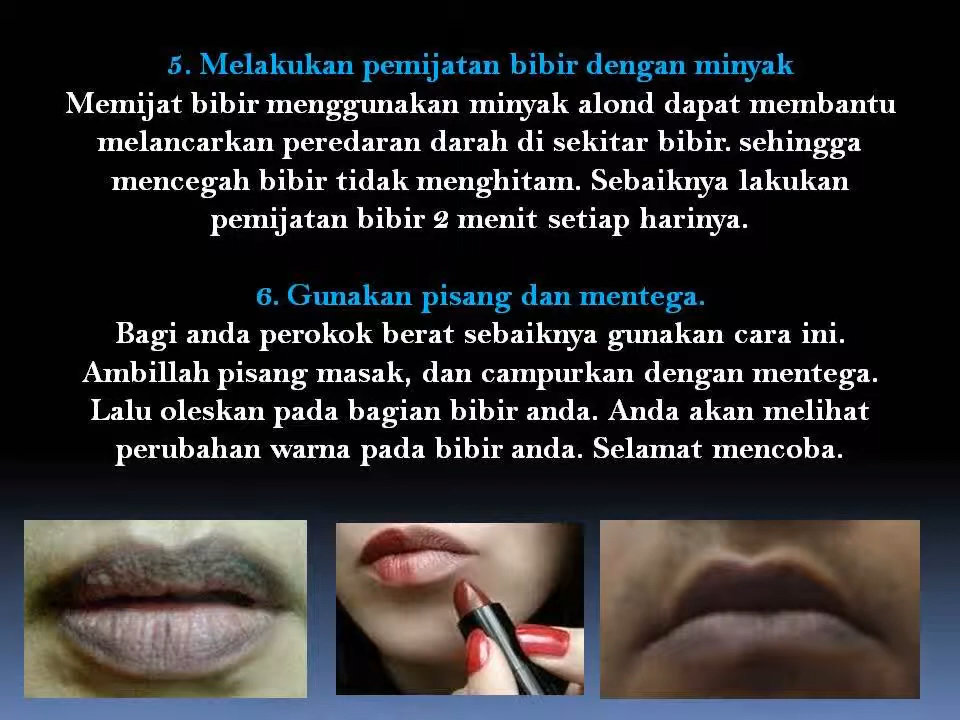 5. Melakukan pemijatan bibir dengan minyak
Memijat bibir menggunakan minyak alond dapat membantu
melancarkan peredaran darah di sekitar bibir. sehingga
mencegah bibir tidak menghitam. Sebaiknya lakukan
pemijatan bibir 2 menit setiap harinya.
6. Gunakan pisang dan mentega.
Bagi anda perokok berat sebaiknya gunakan cara ini.
Ambillah pisang masak, dan campurkan dengan mentega.
Lalu oleskan pada bagian bibir anda. Anda akan melihat
perubahan warna pada bibir anda. Selamat mencoba.